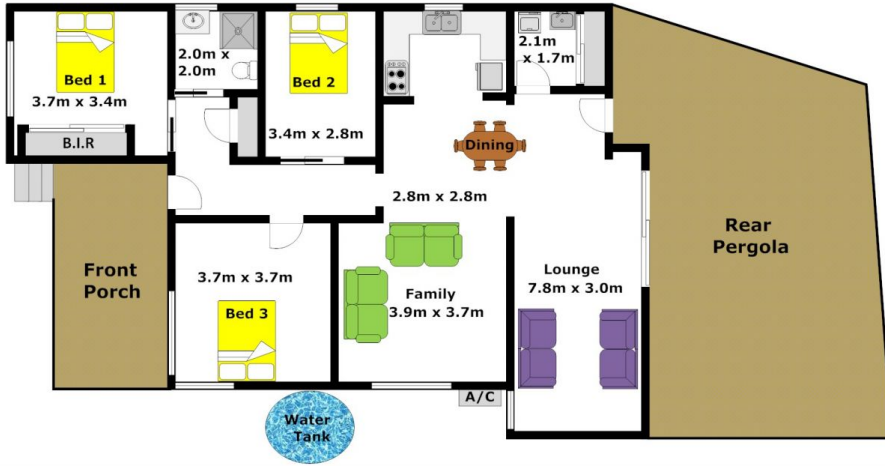 Bed 1
3.7m x 3.4m
B.I.R
2.0m x
2.0m
Bed 2
3.4m x 2.8m
2.1m
x 1.7m
Dining
2.8m x 2.8m
Rear
Pergola
Front
Porch
3.7m x 3.7m
Bed 3
Family
3.9m x 3.7m
Lounge
7.8m x 3.0m
A/C
Water
Tank